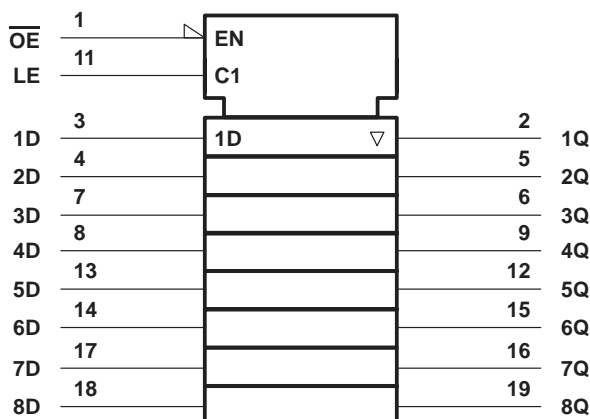 1
OE EN
11
LE C1
3 2
1D 1D 1Q
4 5
2D 2Q
7 6
3D 3Q
8 9
4D 4Q
13 12
5D 5Q
14 15
6D 6Q
17 16
7D 7Q
18 19
8D 8Q